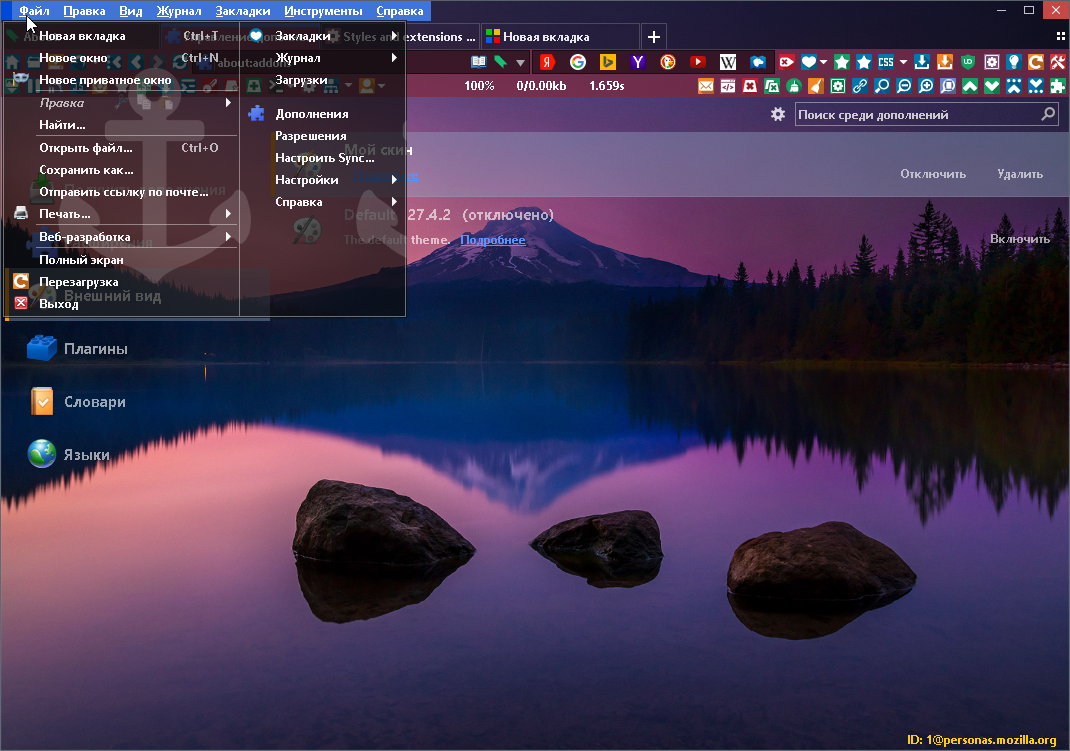 Файл Правка Вид Журнал Закладки Инструменты Справка
Новая вкладка Ctrl+T
Новое окно Ctrl+N
Новое приватное окно
Правка
Найти...
Открыть файл... Ctrl+O
Сохранить как...
Отправить ссылку по почте...
Печать...
Веб-разработка
Полный экран
Перезагрузка
Выход
Закладки
Журнал
Загрузки
Дополнения
Разрешения
Настроить Sync...
Настройки
Справка
Styles and extensions ...
Новая вкладка
about:addons
100% 0/0.00kb 1.659s
Поиск среди дополнений
Мой скин
Отключить Удалить
Default 27.4.2 (отключено)
The default theme. Подробнее
Включить
Внешний вид
Плагины
Словари
Языки
ID: 1@personas.mozilla.org